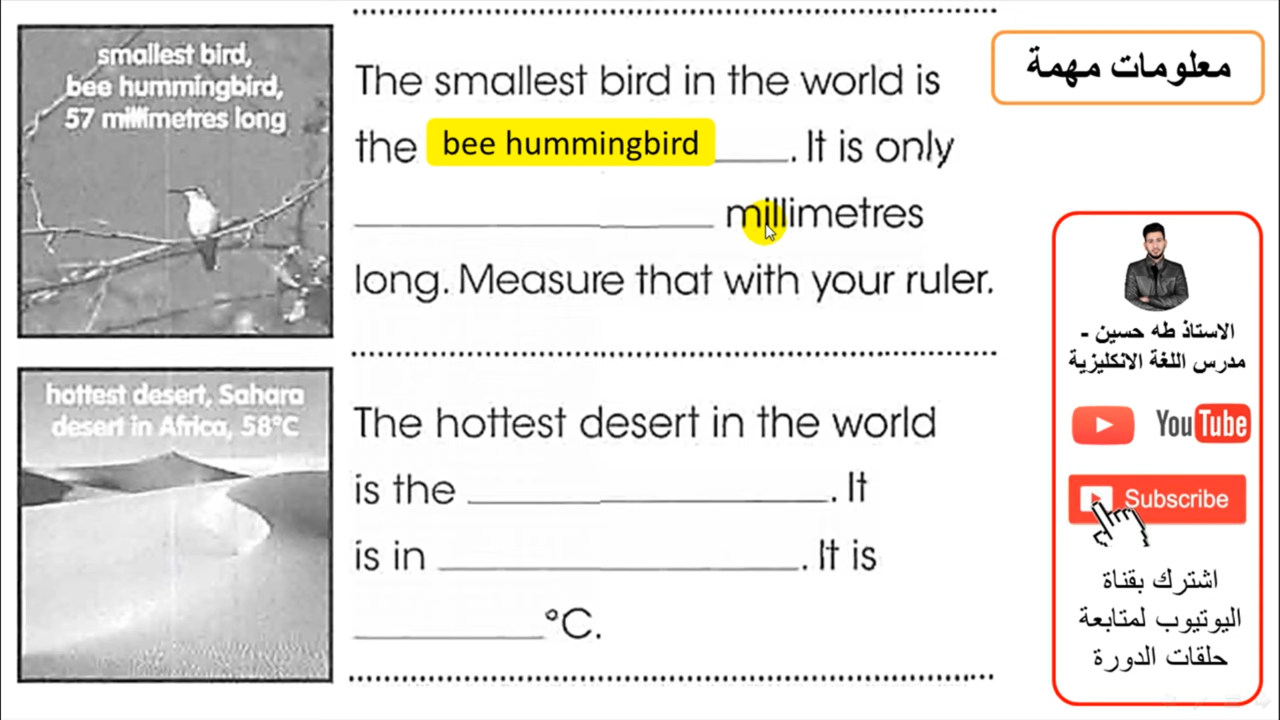 smallest bird,
bee hummingbird,
57 millimetres long
The smallest bird in the world is
the bee hummingbird. It is only
millimetres
long. Measure that with your ruler.
hottest desert, Sahara
desert in Africa, 58°C
The hottest desert in the world
is the . It
is in . It is
°C.
معلومات مهمة
الاستاذ طه حسين -
مدرس اللغة الانكليزية
YouTube
Subscribe
اشترك بقناة
اليوتيوب لمتابعة
حلقات الدورة